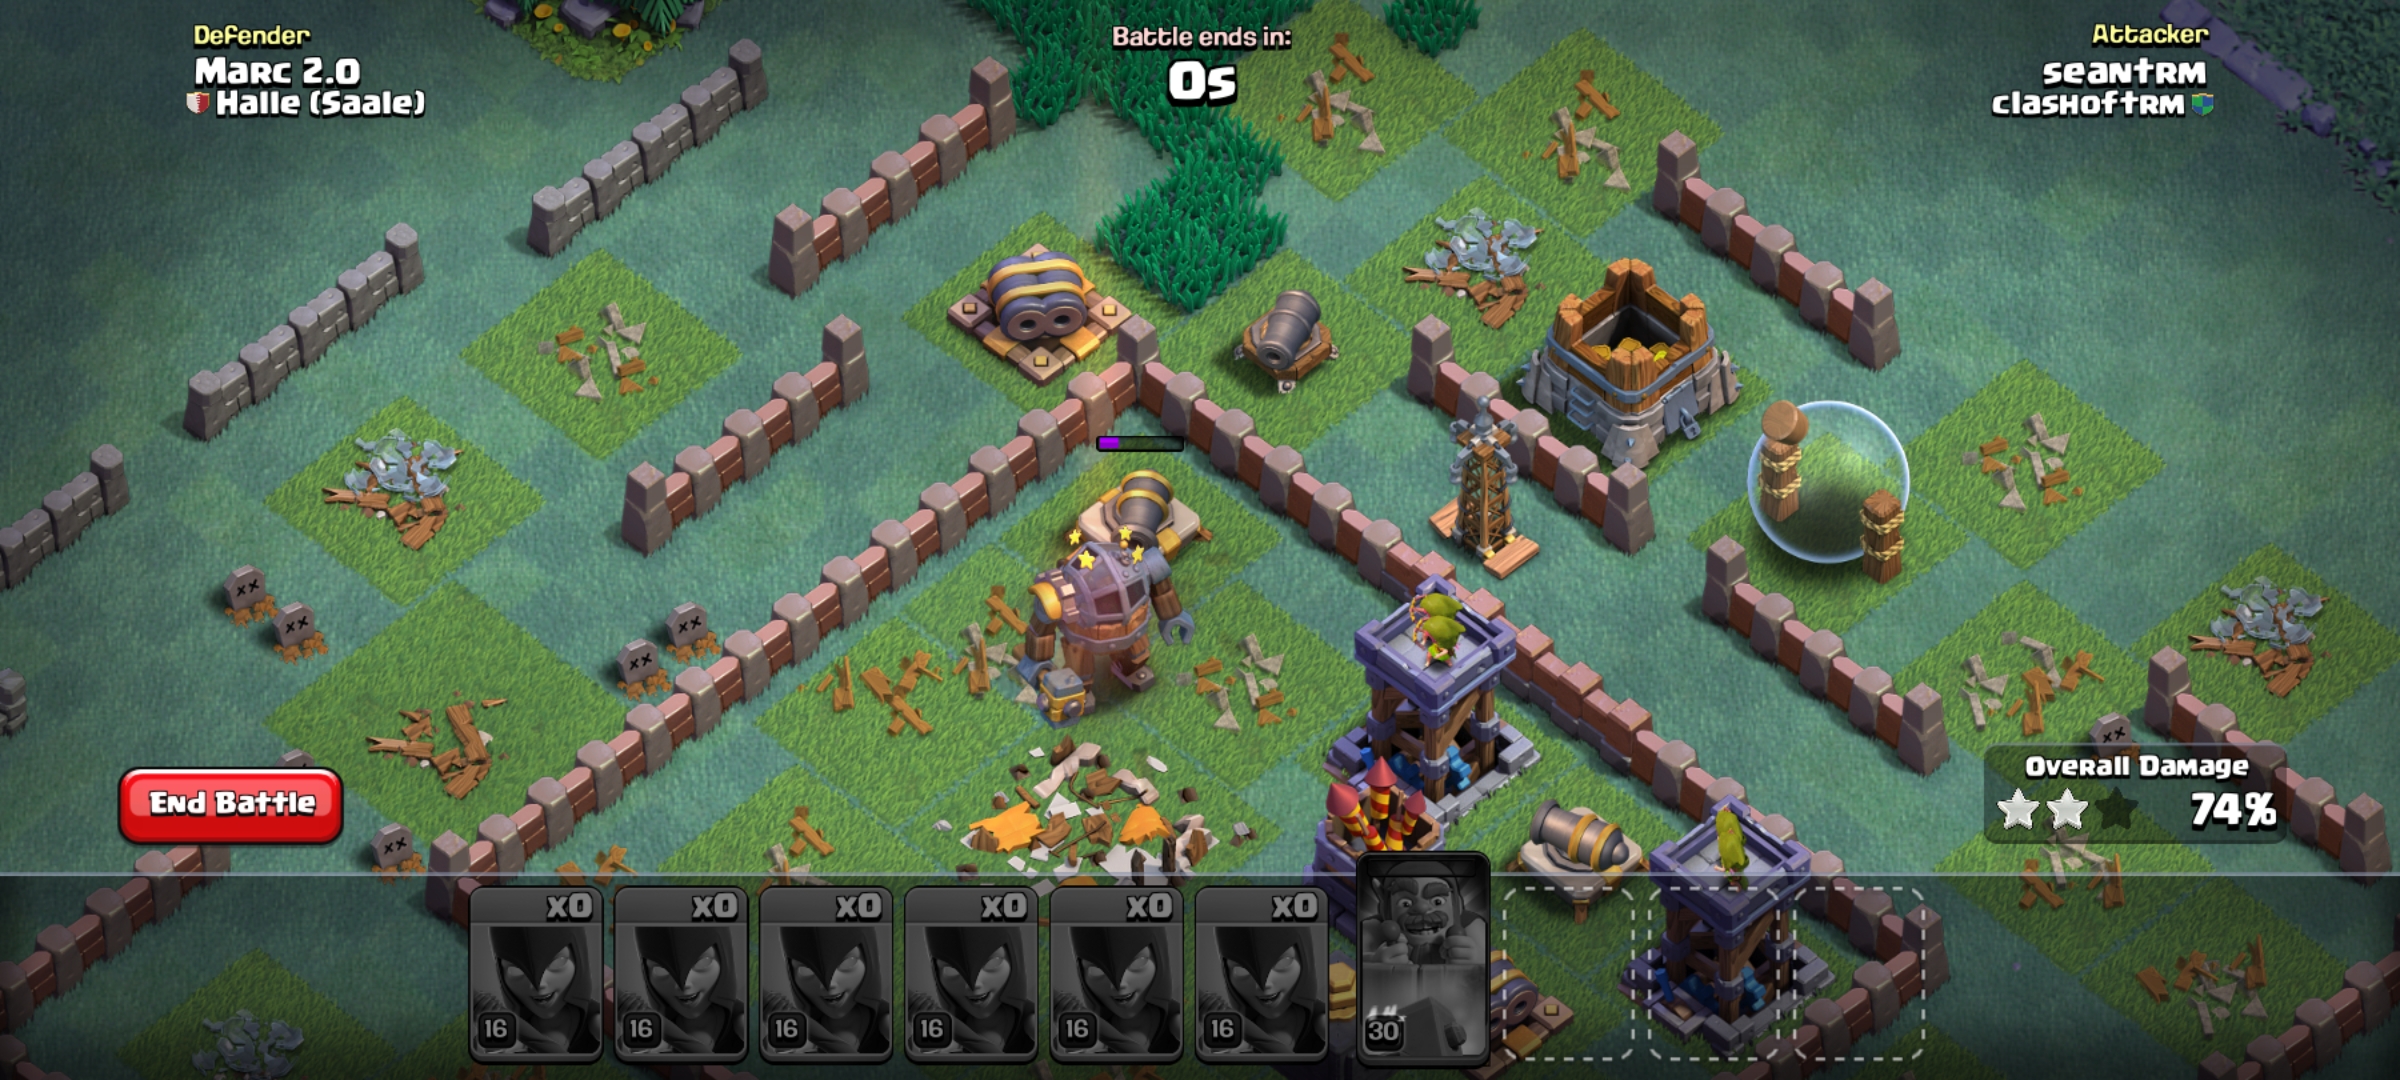 Defender
Marc 2.0
Halle (Saale)
Battle ends in:
0s
Attacker
seantRM
clashoftRM
End Battle
Overall Damage
74%
x0 x0 x0 x0 x0 x0
16 16 16 16 16 16 30